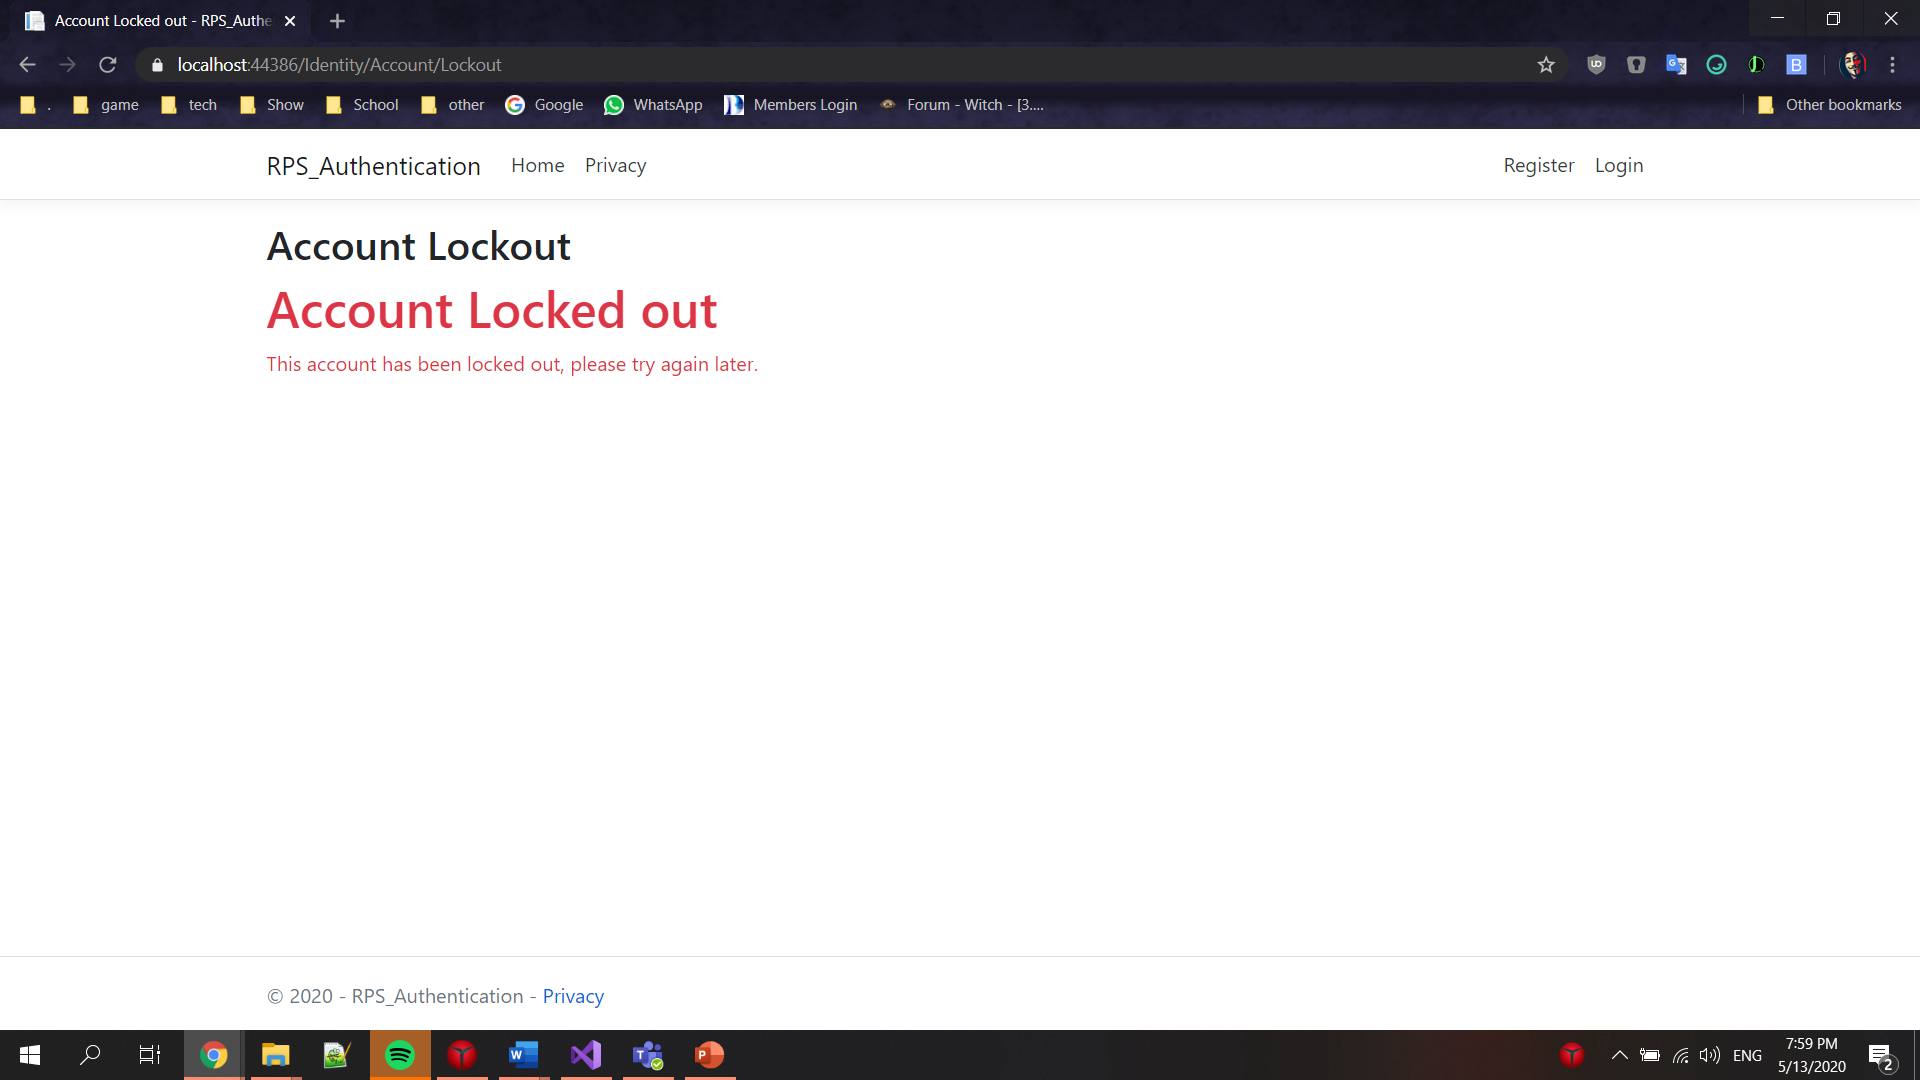 Account Locked out - RPS_Authe
localhost:44386/Identity/Account/Lockout
. game tech Show School other Google WhatsApp Members Login Forum - Witch - [3.... Other bookmarks
RPS_Authentication Home Privacy Register Login
Account Lockout
Account Locked out
This account has been locked out, please try again later.
© 2020 - RPS_Authentication - Privacy
ENG
7:59 PM
5/13/2020
2